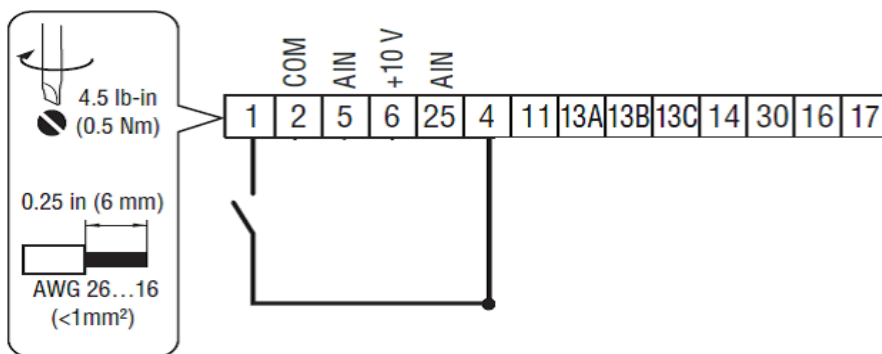 4.5 lb-in
(0.5 Nm)
0.25 in (6 mm)
AWG 26...16
(<1mm²)
COM AIN +10 V AIN
1 2 5 6 25 4 11 13A 13B 13C 14 30 16 17